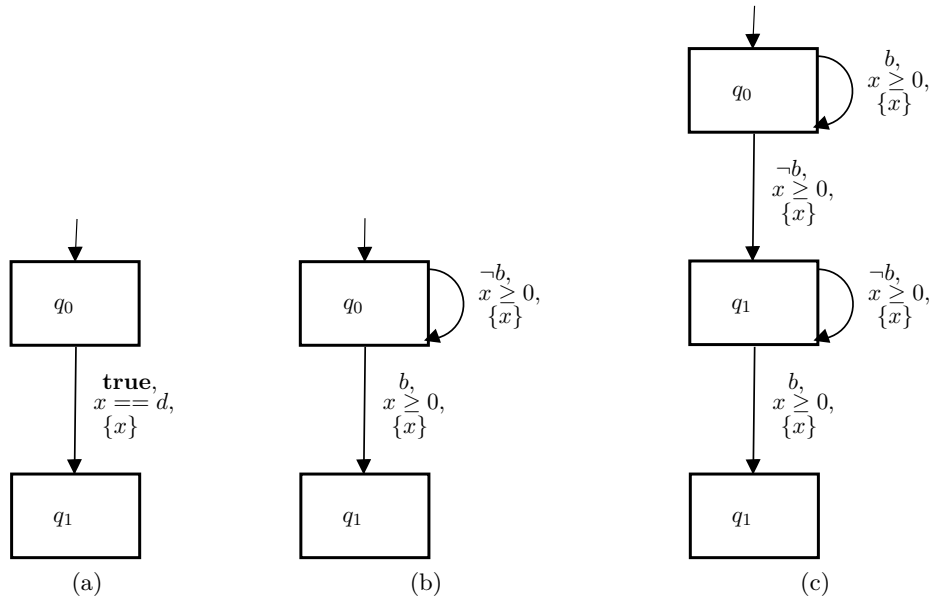 q₀
true,
x == d,
{x}
q₁
(a)
q₀
¬b,
x ≥ 0,
{x}
b,
x ≥ 0,
{x}
q₁
(b)
q₀
b,
x ≥ 0,
{x}
¬b,
x ≥ 0,
{x}
q₁
¬b,
x ≥ 0,
{x}
b,
x ≥ 0,
{x}
q₁
(c)